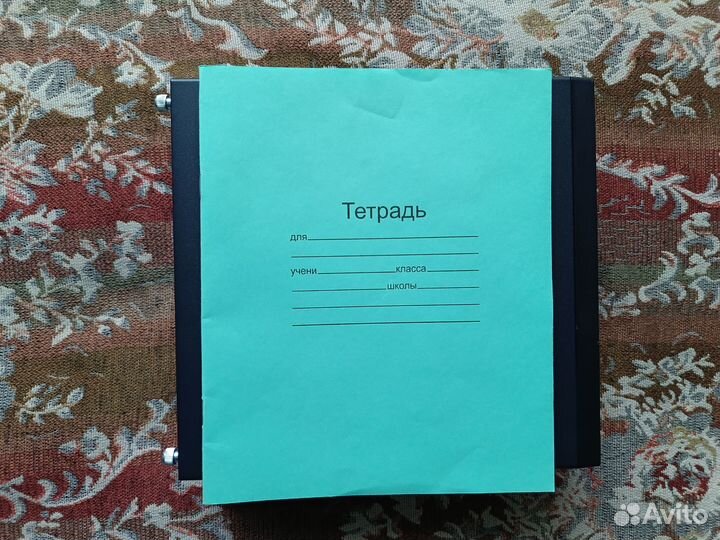 Тетрадь
для
учени класса
школы
Avito